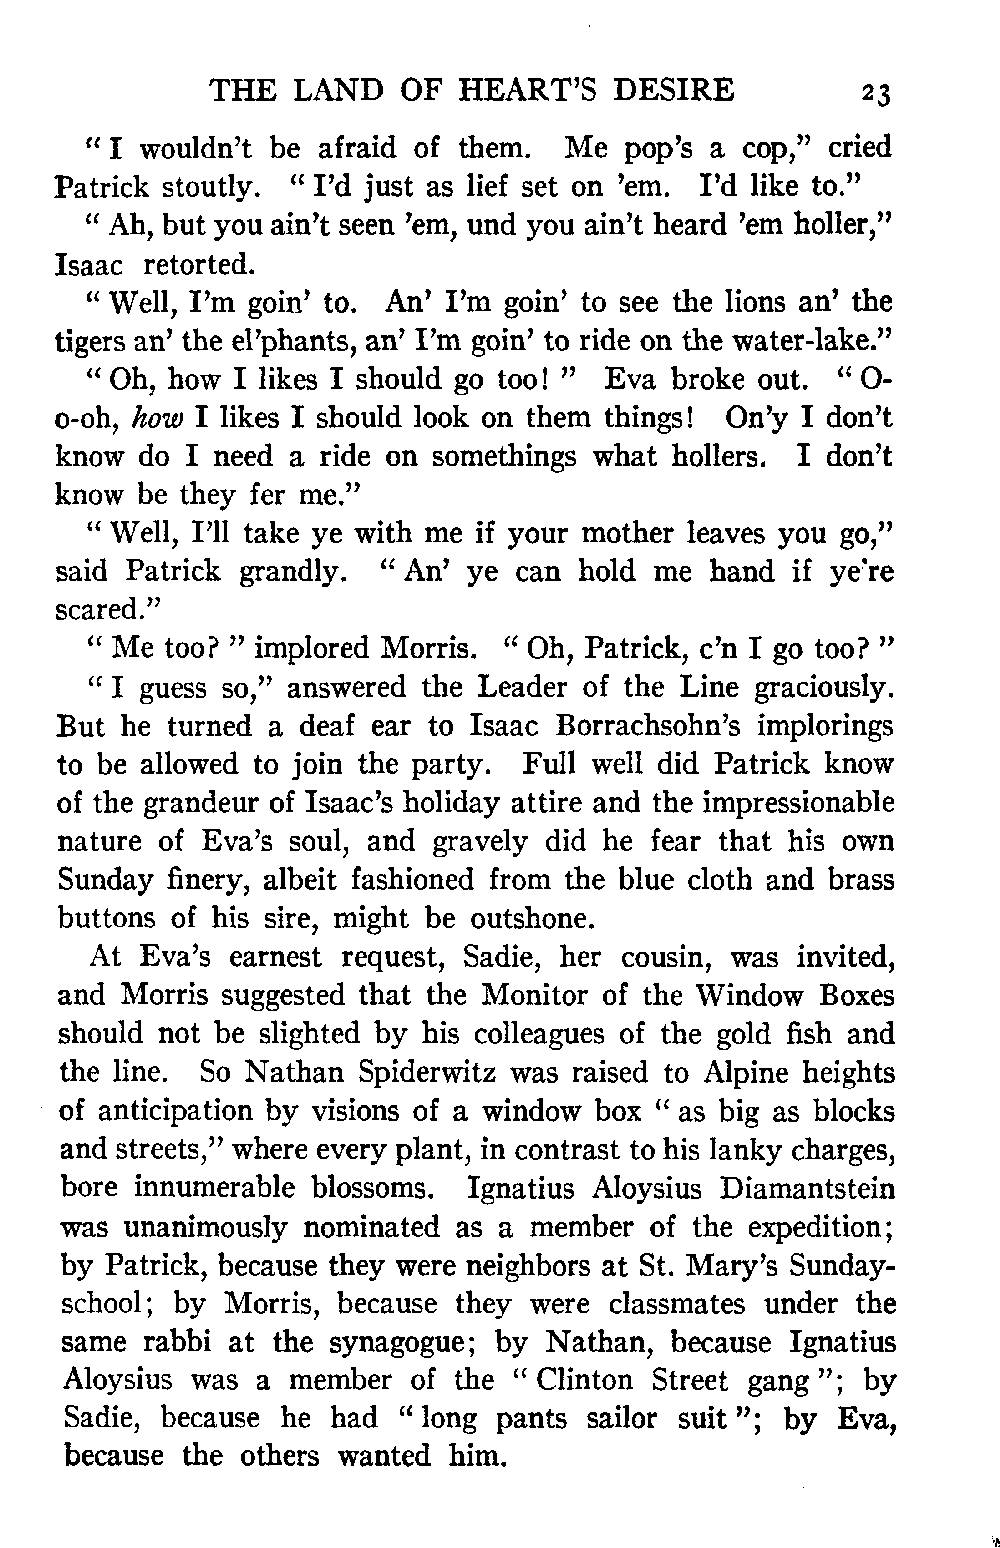 THE LAND OF HEART'S DESIRE 23
" I wouldn't be afraid of them. Me pop's a cop," cried
Patrick stoutly. " I'd just as lief set on 'em. I'd like to."
" Ah, but you ain't seen 'em, und you ain't heard 'em holler,"
Isaac retorted.
" Well, I'm goin' to. An' I'm goin' to see the lions an' the
tigers an' the el'phants, an' I'm goin' to ride on the water-lake."
" Oh, how I likes I should go too! " Eva broke out. " O-
o-oh, how I likes I should look on them things! On'y I don't
know do I need a ride on somethings what hollers. I don't
know be they fer me."
" Well, I'll take ye with me if your mother leaves you go,"
said Patrick grandly. " An' ye can hold me hand if ye're
scared."
" Me too? " implored Morris. " Oh, Patrick, c'n I go too? "
" I guess so," answered the Leader of the Line graciously.
But he turned a deaf ear to Isaac Borrachsohn's implorings
to be allowed to join the party. Full well did Patrick know
of the grandeur of Isaac's holiday attire and the impressionable
nature of Eva's soul, and gravely did he fear that his own
Sunday finery, albeit fashioned from the blue cloth and brass
buttons of his sire, might be outshone.
At Eva's earnest request, Sadie, her cousin, was invited,
and Morris suggested that the Monitor of the Window Boxes
should not be slighted by his colleagues of the gold fish and
the line. So Nathan Spiderwitz was raised to Alpine heights
of anticipation by visions of a window box " as big as blocks
and streets," where every plant, in contrast to his lanky charges,
bore innumerable blossoms. Ignatius Aloysius Diamantstein
was unanimously nominated as a member of the expedition;
by Patrick, because they were neighbors at St. Mary's Sunday-
school; by Morris, because they were classmates under the
same rabbi at the synagogue; by Nathan, because Ignatius
Aloysius was a member of the " Clinton Street gang "; by
Sadie, because he had " long pants sailor suit "; by Eva,
because the others wanted him.